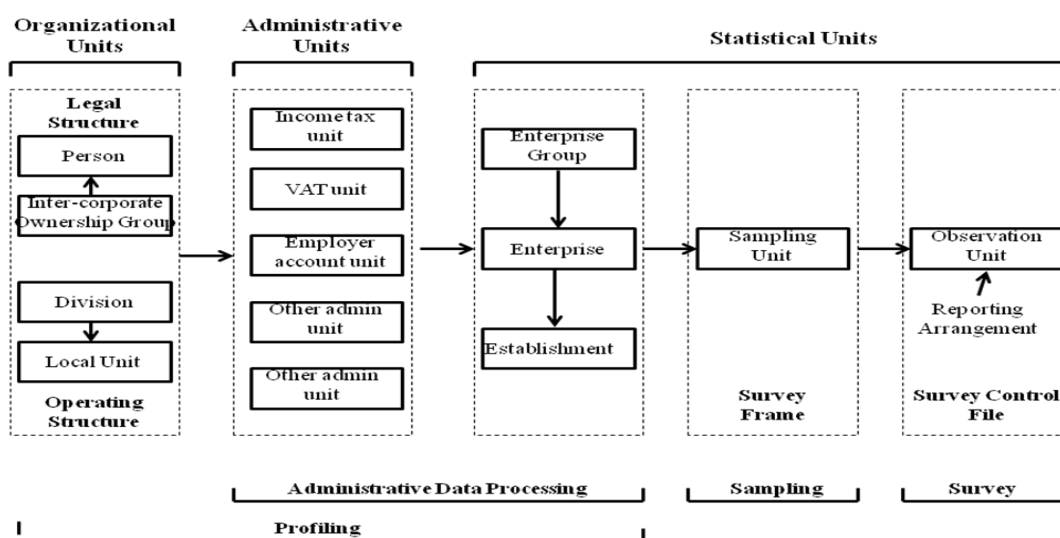 Organizational
Units
Administrative
Units
Statistical Units
Legal
Structure
Person
Inter-corporate
Ownership Group
Division
Local Unit
Operating
Structure
Income tax
unit
VAT unit
Employer
account unit
Other admin
unit
Other admin
unit
Enterprise
Group
Enterprise
Establishment
Sampling
Unit
Survey
Frame
Observation
Unit
Reporting
Arrangement
Survey Control
File
Administrative Data Processing
Sampling
Survey
Profiling